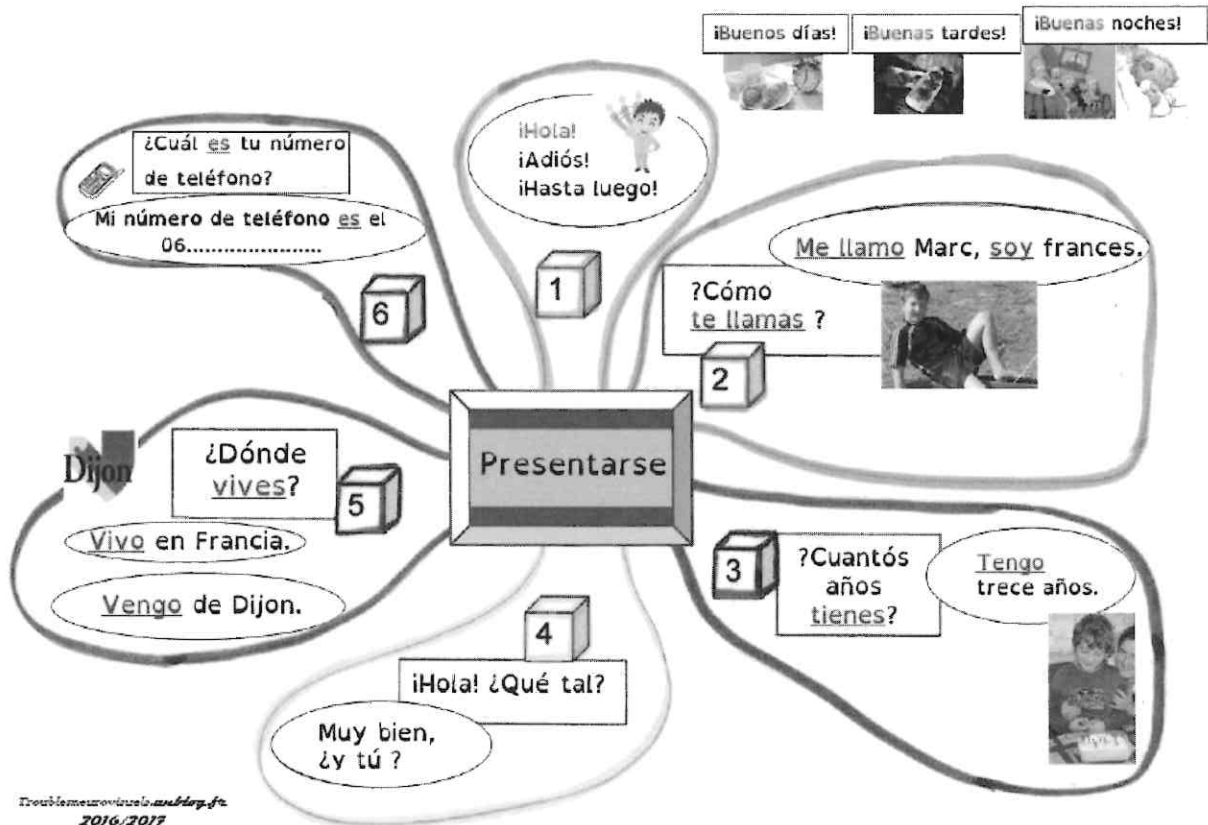 ¡Buenos días!
¡Buenas tardes!
¡Buenas noches!
¡Hola!
¡Adiós!
¡Hasta luego!
1
Me llamo Marc, soy frances.
?Cómo
te llamas ?
2
3
?Cuantós
años
tienes?
Tengo
trece años.
4
¡Hola! ¿Qué tal?
Muy bien,
¿y tú ?
Dijon
¿Dónde
vives?
5
Vivo en Francia.
Vengo de Dijon.
¿Cuál es tu número
de teléfono?
Mi número de teléfono es el
06......................
6
Presentarse
Troublesneurovisuels.unblog.fr
2016/2017